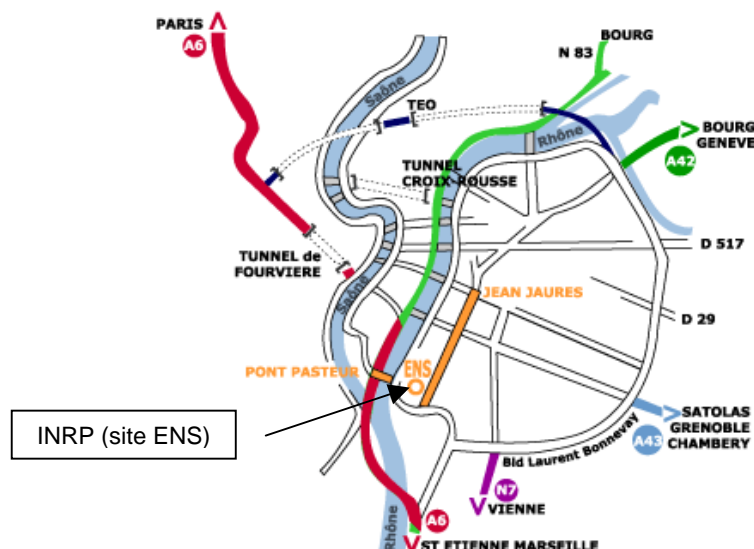 PARIS
A6
BOURG
N 83
Saône
TEO
Rhône
BOURG
GENEVE
A42
TUNNEL
CROIX-ROUSSE
D 517
TUNNEL de
FOURVIERE
Saône
JEAN JAURES
D 29
PONT PASTEUR
ENS
INRP (site ENS)
SATOLAS
GRENOBLE
CHAMBERY
A43
Bld Laurent Bonnevay
N7
VIENNE
A6
Rhône
ST ETIENNE MARSEILLE